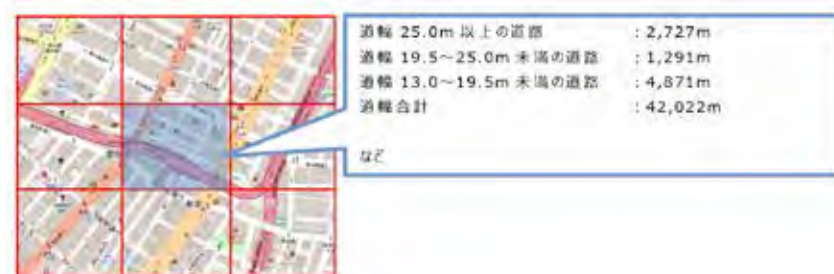 道幅 25.0m 以上の道路 : 2,727m
道幅 19.5～25.0m 未満の道路 : 1,291m
道幅 13.0～19.5m 未満の道路 : 4,871m
道幅合計 : 42,022m
など